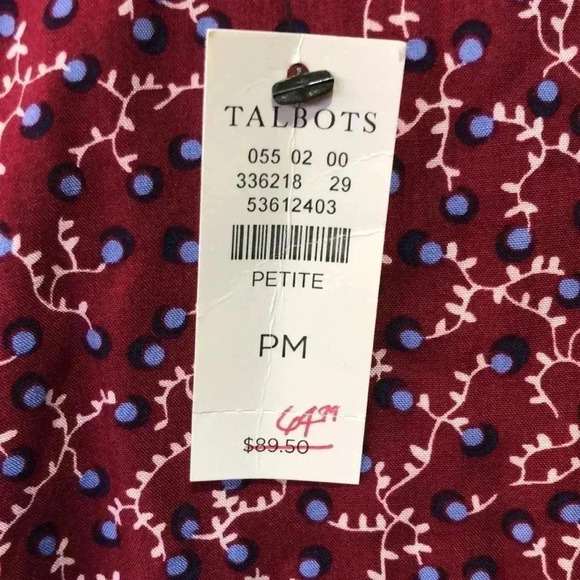 TALBOTS
055 02 00
336218 29
53612403
PETITE
PM
64.99
$89.50